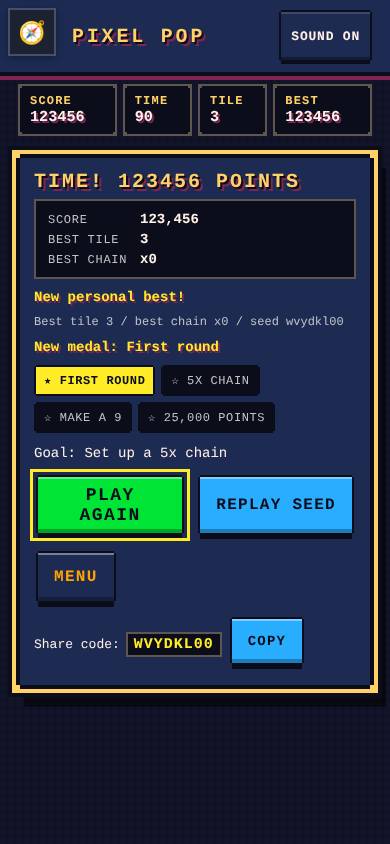 PIXEL POP
SOUND ON
SCORE
123456
TIME
90
TILE
3
BEST
123456
TIME! 123456 POINTS
SCORE 123,456
BEST TILE 3
BEST CHAIN x0
New personal best!
Best tile 3 / best chain x0 / seed wvydkl00
New medal: First round
★ FIRST ROUND
☆ 5X CHAIN
☆ MAKE A 9
☆ 25,000 POINTS
Goal: Set up a 5x chain
PLAY
AGAIN
REPLAY SEED
MENU
Share code: WVYDKL00
COPY